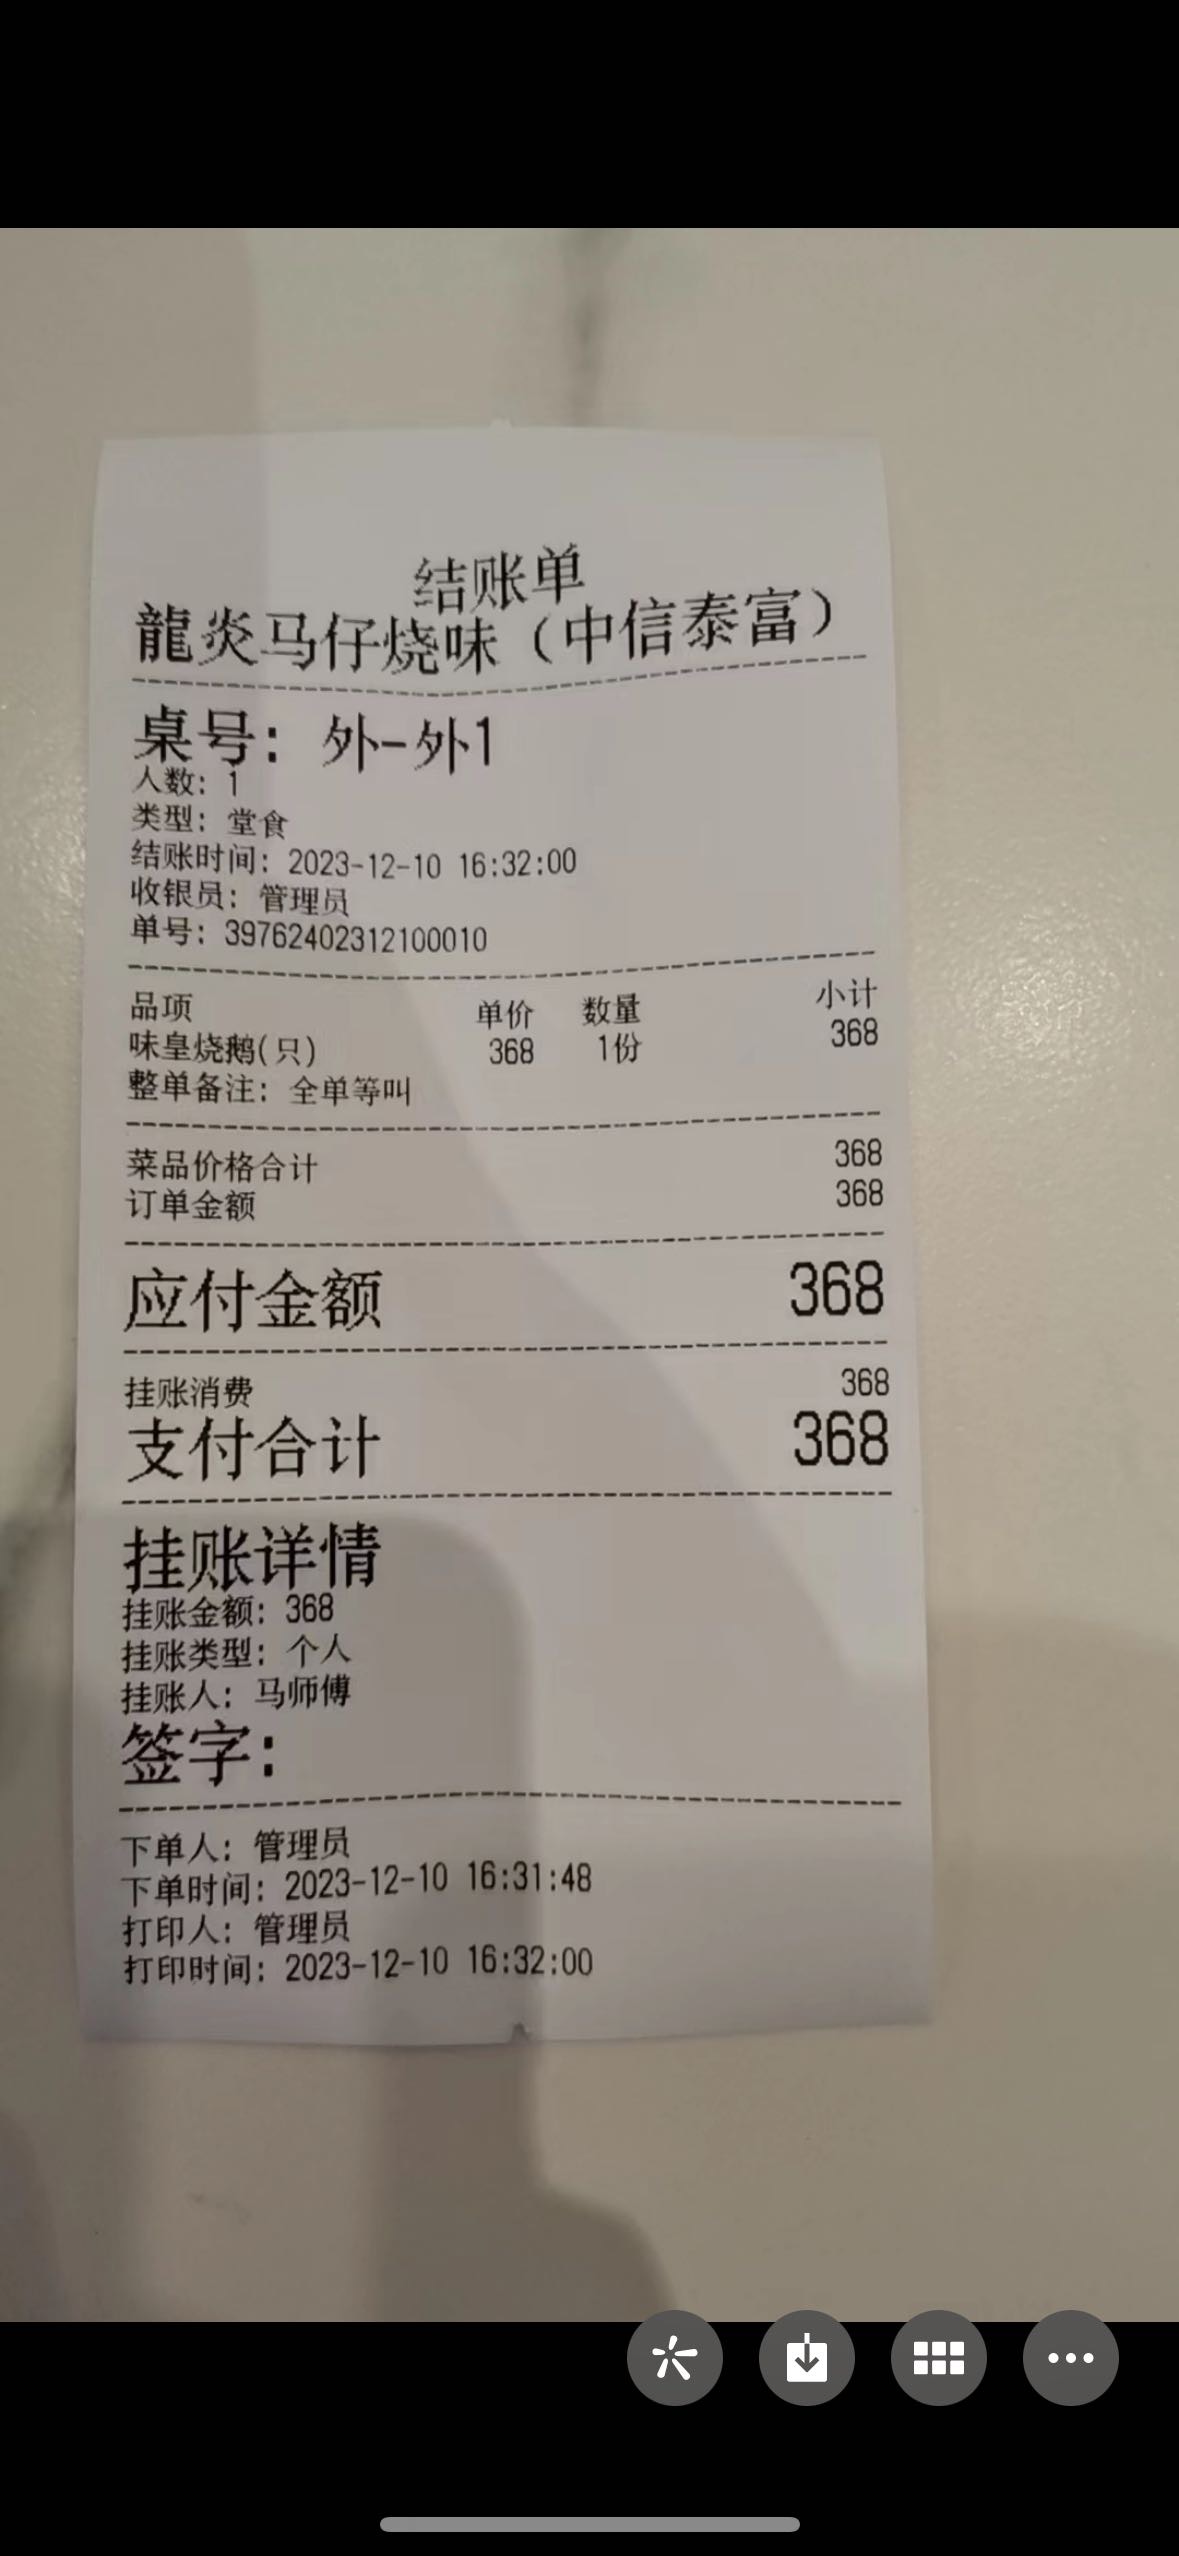 结账单
龍炎马仔烧味（中信泰富）
桌号：外-外1
人数：1
类型：堂食
结账时间：2023-12-10 16:32:00
收银员：管理员
单号：39762402312100010
品项 单价 数量 小计
味皇烧鹅(只) 368 1份 368
整单备注：全单等叫
菜品价格合计 368
订单金额 368
应付金额 368
挂账消费 368
支付合计 368
挂账详情
挂账金额：368
挂账类型：个人
挂账人：马师傅
签字：
下单人：管理员
下单时间：2023-12-10 16:31:48
打印人：管理员
打印时间：2023-12-10 16:32:00